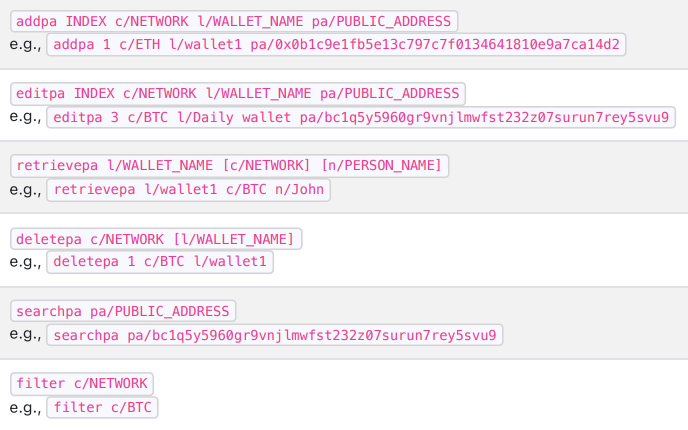 addpa INDEX c/NETWORK l/WALLET_NAME pa/PUBLIC_ADDRESS
e.g., addpa 1 c/ETH l/wallet1 pa/0x0b1c9e1fb5e13c797c7f0134641810e9a7ca14d2
editpa INDEX c/NETWORK l/WALLET_NAME pa/PUBLIC_ADDRESS
e.g., editpa 3 c/BTC l/Daily wallet pa/bc1q5y5960gr9vnjlmwfst232z07surun7rey5svu9
retrievepa l/WALLET_NAME [c/NETWORK] [n/PERSON_NAME]
e.g., retrievepa l/wallet1 c/BTC n/John
deletepa c/NETWORK [l/WALLET_NAME]
e.g., deletepa 1 c/BTC l/wallet1
searchpa pa/PUBLIC_ADDRESS
e.g., searchpa pa/bc1q5y5960gr9vnjlmwfst232z07surun7rey5svu9
filter c/NETWORK
e.g., filter c/BTC